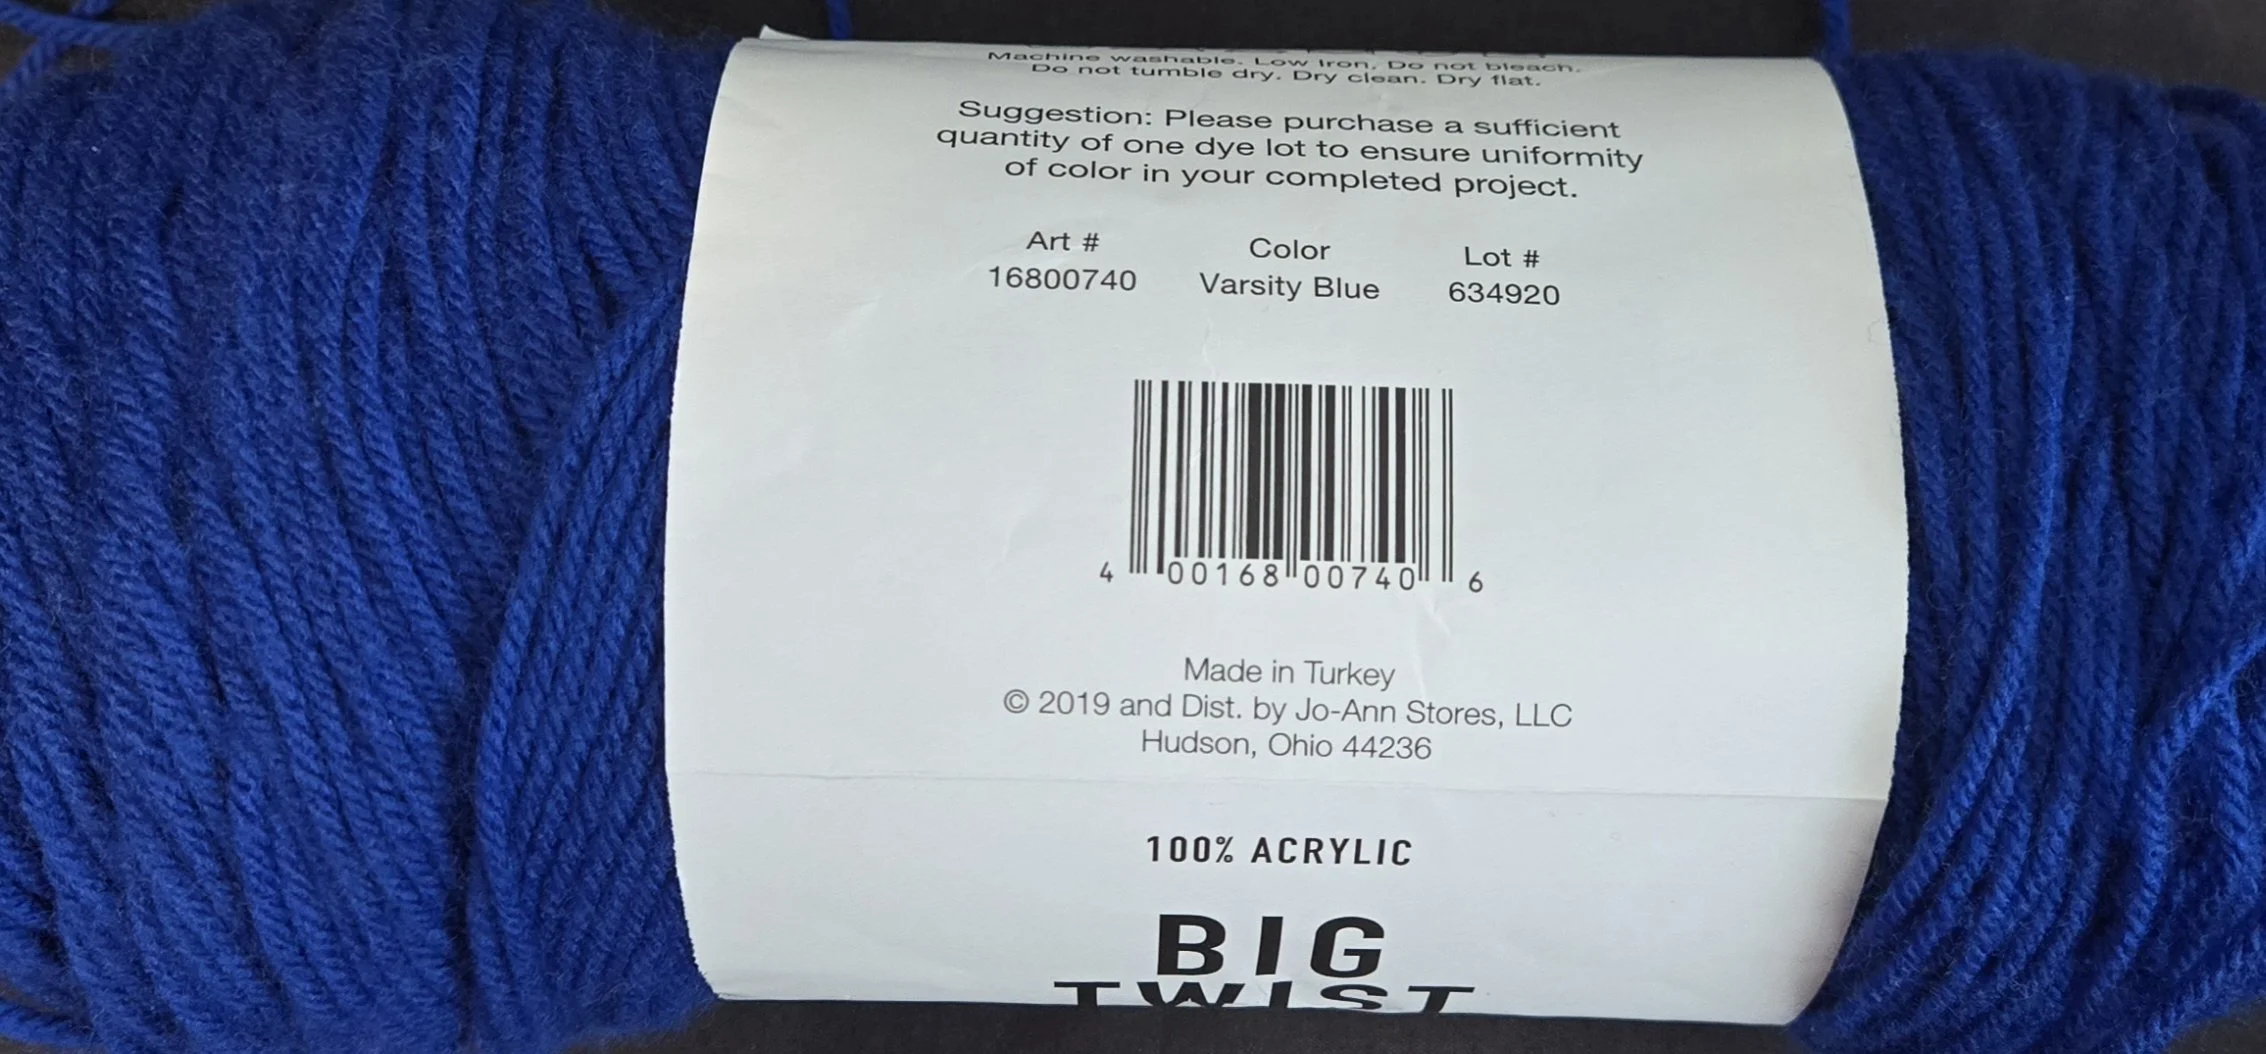 Machine washable. Low Iron. Do not bleach.
Do not tumble dry. Dry clean. Dry flat.
Suggestion: Please purchase a sufficient
quantity of one dye lot to ensure uniformity
of color in your completed project.
Art # Color Lot #
16800740 Varsity Blue 634920
4 00168 00740 6
Made in Turkey
© 2019 and Dist. by Jo-Ann Stores, LLC
Hudson, Ohio 44236
100% ACRYLIC
BIG
TWIST